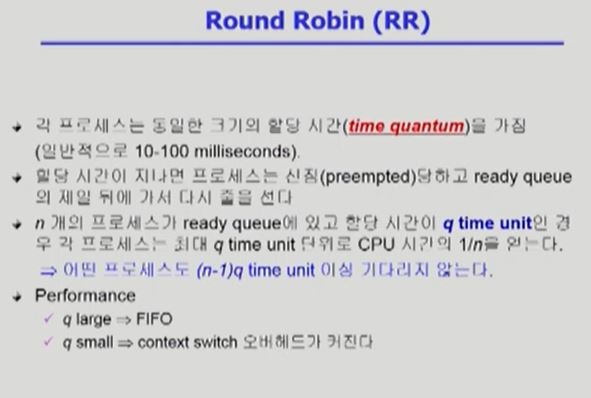 Round Robin (RR)
각 프로세스는 동일한 크기의 할당 시간(time quantum)을 가짐
(일반적으로 10-100 milliseconds).
할당 시간이 지나면 프로세스는 선점(preempted)당하고 ready queue
의 제일 뒤에 가서 다시 줄을 선다
n 개의 프로세스가 ready queue에 있고 할당 시간이 q time unit인 경
우 각 프로세스는 최대 q time unit 단위로 CPU 시간의 1/n을 얻는다.
⇒ 어떤 프로세스도 (n-1)q time unit 이상 기다리지 않는다.
Performance
✓ q large ⇒ FIFO
✓ q small ⇒ context switch 오버헤드가 커진다